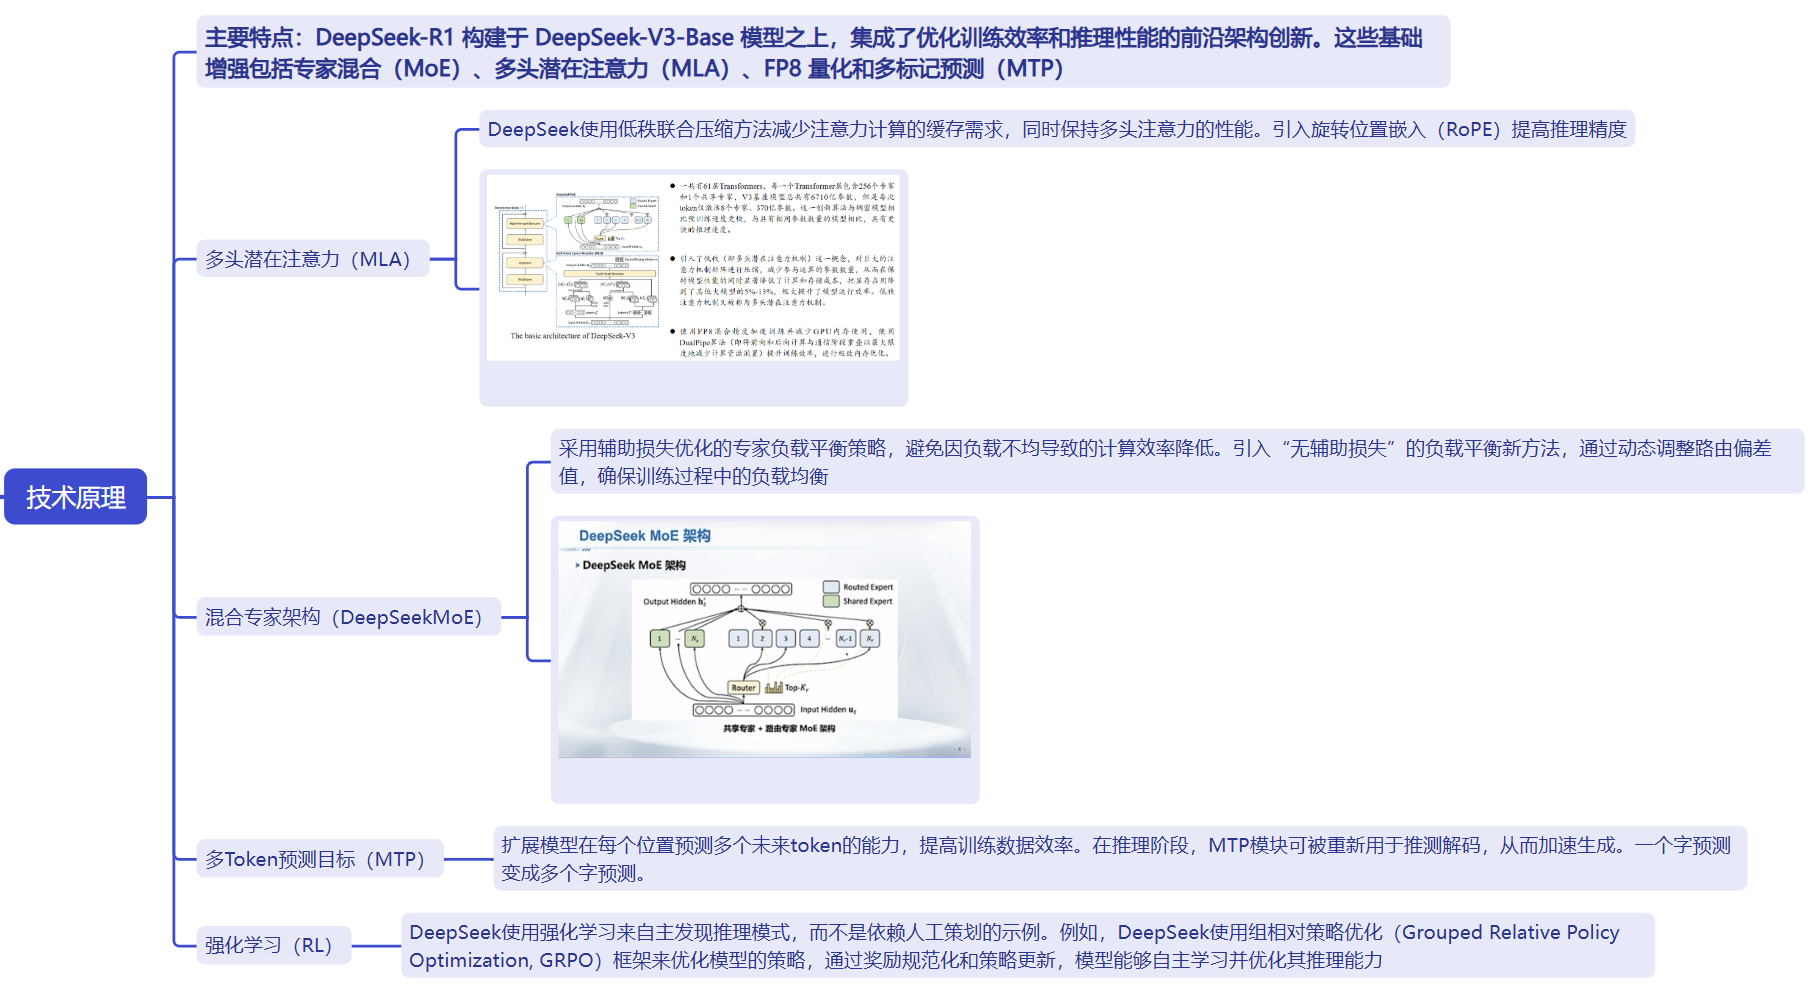 主要特点：DeepSeek-R1 构建于 DeepSeek-V3-Base 模型之上，集成了优化训练效率和推理性能的前沿架构创新。这些基础
增强包括专家混合（MoE）、多头潜在注意力（MLA）、FP8 量化和多标记预测（MTP）
DeepSeek使用低秩联合压缩方法减少注意力计算的缓存需求，同时保持多头注意力的性能。引入旋转位置嵌入（RoPE）提高推理精度
多头潜在注意力（MLA）
The basic architecture of DeepSeek-V3
一共有61层Transformers，每一个Transformer层包含256个专家
和1个共享专家，V3基座模型总共有6710亿参数，但是每次
token仅激活8个专家、370亿参数。这一创新算法与稠密模型相
比预训练速度更快，与具有相同参数数量的模型相比，具有更
快的推理速度。
引入了低秩（即多头潜在注意力机制）这一概念，对巨大的注
意力机制矩阵进行压缩，减少参与运算的参数数量，从而在保
持模型性能的同时显著降低了计算和存储成本，把显存占用降
到了其他大模型的5%-13%，极大提升了模型运行效率。低秩
注意力机制又被称为多头潜在注意力机制。
使用FP8混合精度加速训练并减少GPU内存使用，使用
DualPipe算法（即将前向和后向计算与通信阶段重叠以最大限
度地减少计算资源闲置）提升训练效率，进行极致内存优化。
技术原理
采用辅助损失优化的专家负载平衡策略，避免因负载不均导致的计算效率降低。引入“无辅助损失”的负载平衡新方法，通过动态调整路由偏差
值，确保训练过程中的负载均衡
混合专家架构（DeepSeekMoE）
DeepSeek MoE 架构
DeepSeek MoE 架构
Routed Expert
Output Hidden h′t
Shared Expert
1 ... Ns 1 2 3 4 ... Nr-1 Nr
Router
Top-Kr
Input Hidden ut
共享专家 + 路由专家 MoE 架构
多Token预测目标（MTP）
扩展模型在每个位置预测多个未来token的能力，提高训练数据效率。在推理阶段，MTP模块可被重新用于推测解码，从而加速生成。一个字预测
变成多个字预测。
强化学习（RL）
DeepSeek使用强化学习来自主发现推理模式，而不是依赖人工策划的示例。例如，DeepSeek使用组相对策略优化（Grouped Relative Policy
Optimization, GRPO）框架来优化模型的策略，通过奖励规范化和策略更新，模型能够自主学习并优化其推理能力